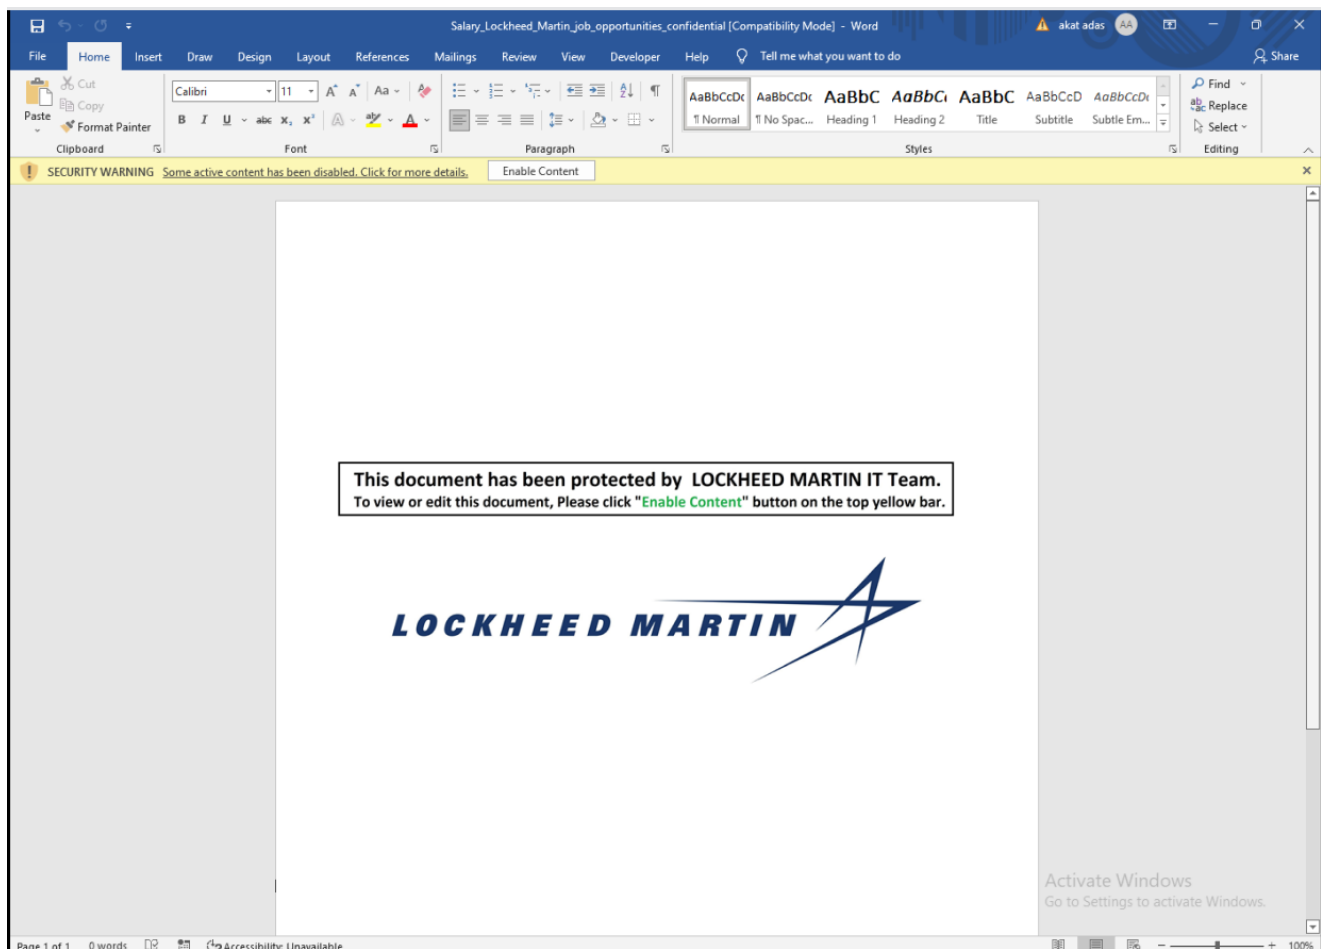 Salary_Lockheed_Martin_job_opportunities_confidential [Compatibility Mode] - Word
akat adas AA
File Home Insert Draw Design Layout References Mailings Review View Developer Help Tell me what you want to do Share
Paste
Cut
Copy
Format Painter
Clipboard
Calibri 11 A A Aa A
B I U abc x₂ x² A aby A
Font
Paragraph
AaBbCcDc AaBbCcDc AaBbC AaBbCc AaBbC AaBbCcD AaBbCcDc
¶ Normal ¶ No Spac... Heading 1 Heading 2 Title Subtitle Subtle Em...
Styles
Find
Replace
Select
Editing
SECURITY WARNING Some active content has been disabled. Click for more details. Enable Content
This document has been protected by LOCKHEED MARTIN IT Team.
To view or edit this document, Please click "Enable Content" button on the top yellow bar.
LOCKHEED MARTIN
Activate Windows
Go to Settings to activate Windows.
Page 1 of 1 0 words Accessibility: Unavailable 100%